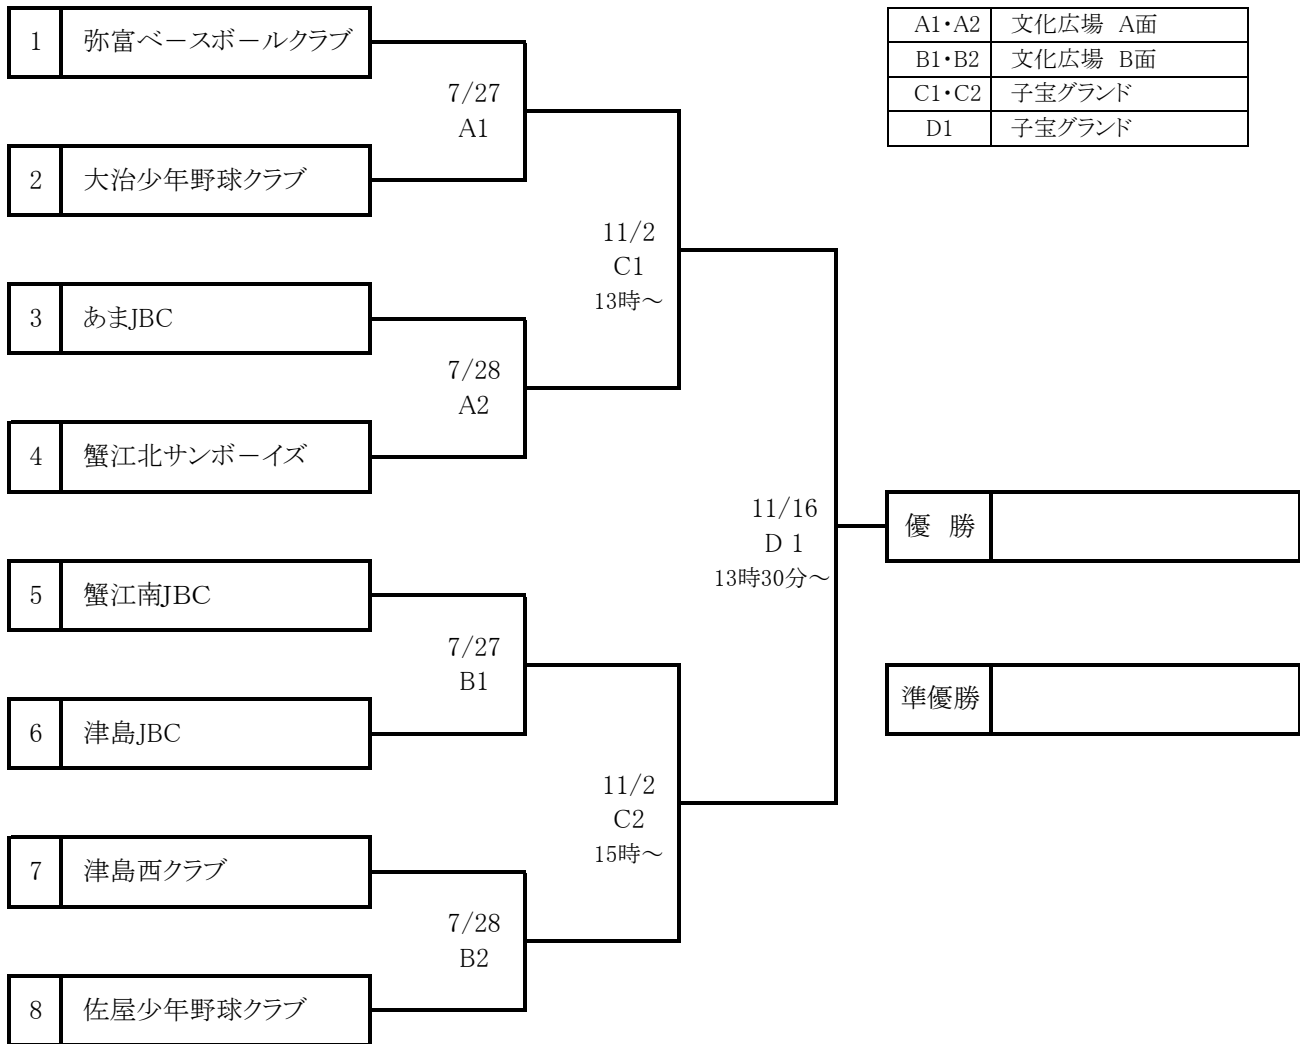 1 弥富ベースボールクラブ
A1・A2 文化広場 A面
B1・B2 文化広場 B面
C1・C2 子宝グランド
D1 子宝グランド
7/27
A1
2 大治少年野球クラブ
11/2
C1
13時～
3 あまJBC
7/28
A2
4 蟹江北サンボーイズ
11/16
D 1
13時30分～
優 勝
5 蟹江南JBC
7/27
B1
準優勝
6 津島JBC
11/2
C2
15時～
7 津島西クラブ
7/28
B2
8 佐屋少年野球クラブ